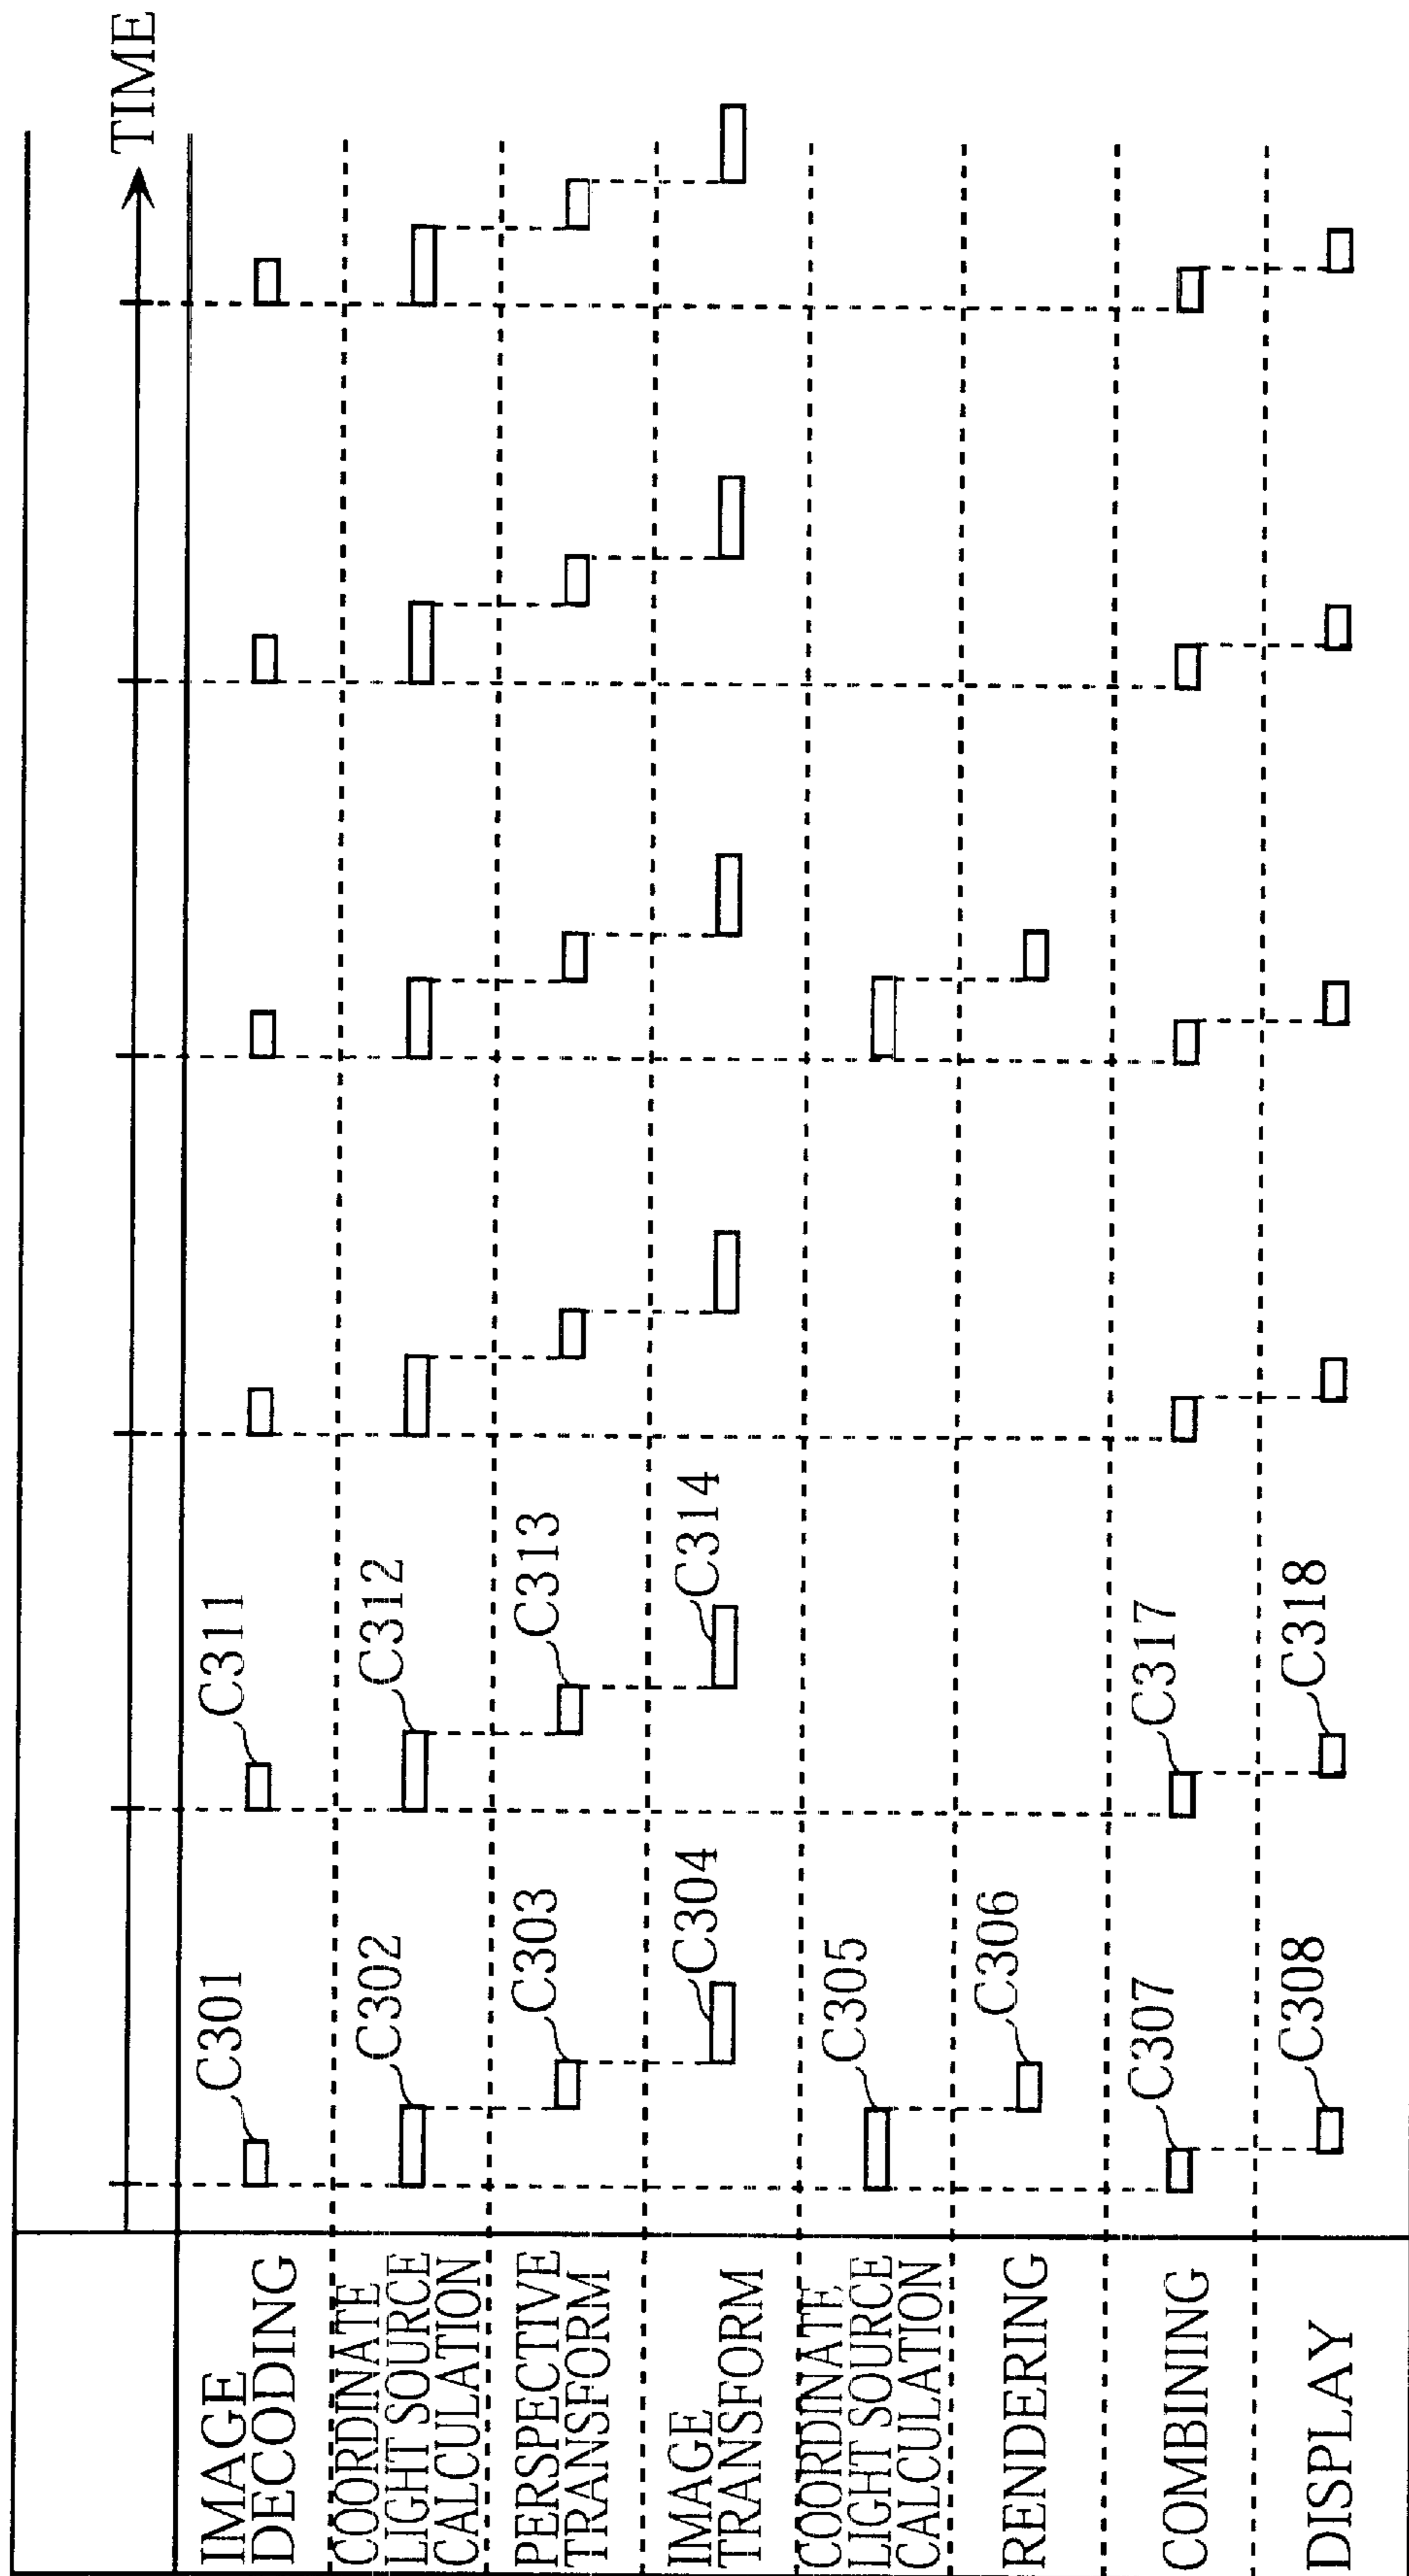 TIME
IMAGE
DECODING
C301
C311
COORDINATE
LIGHT SOURCE
CALCULATION
C302
C312
PERSPECTIVE
TRANSFORM
C303
C313
IMAGE
TRANSFORM
C304
C314
COORDINATE
LIGHT SOURCE
CALCULATION
C305
RENDERING
C306
COMBINING
C307
C317
DISPLAY
C308
C318